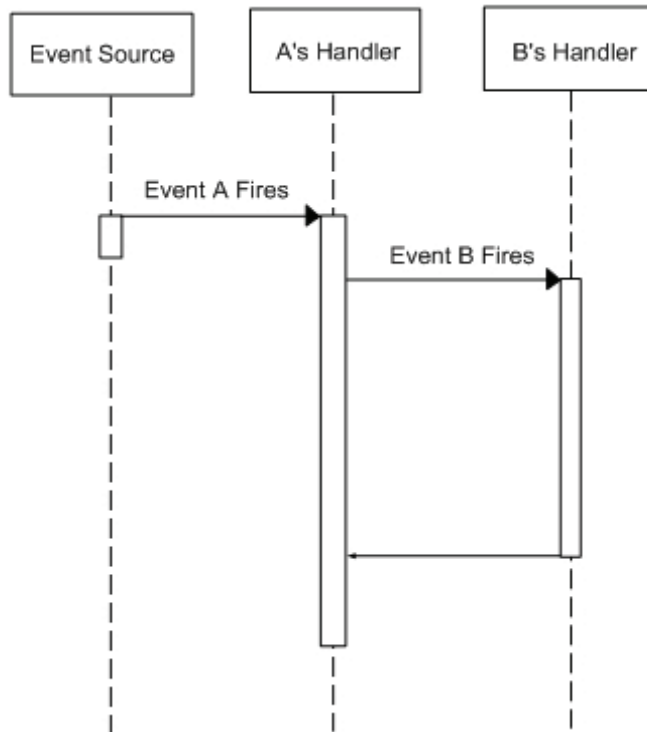 Event Source
A's Handler
B's Handler
Event A Fires
Event B Fires